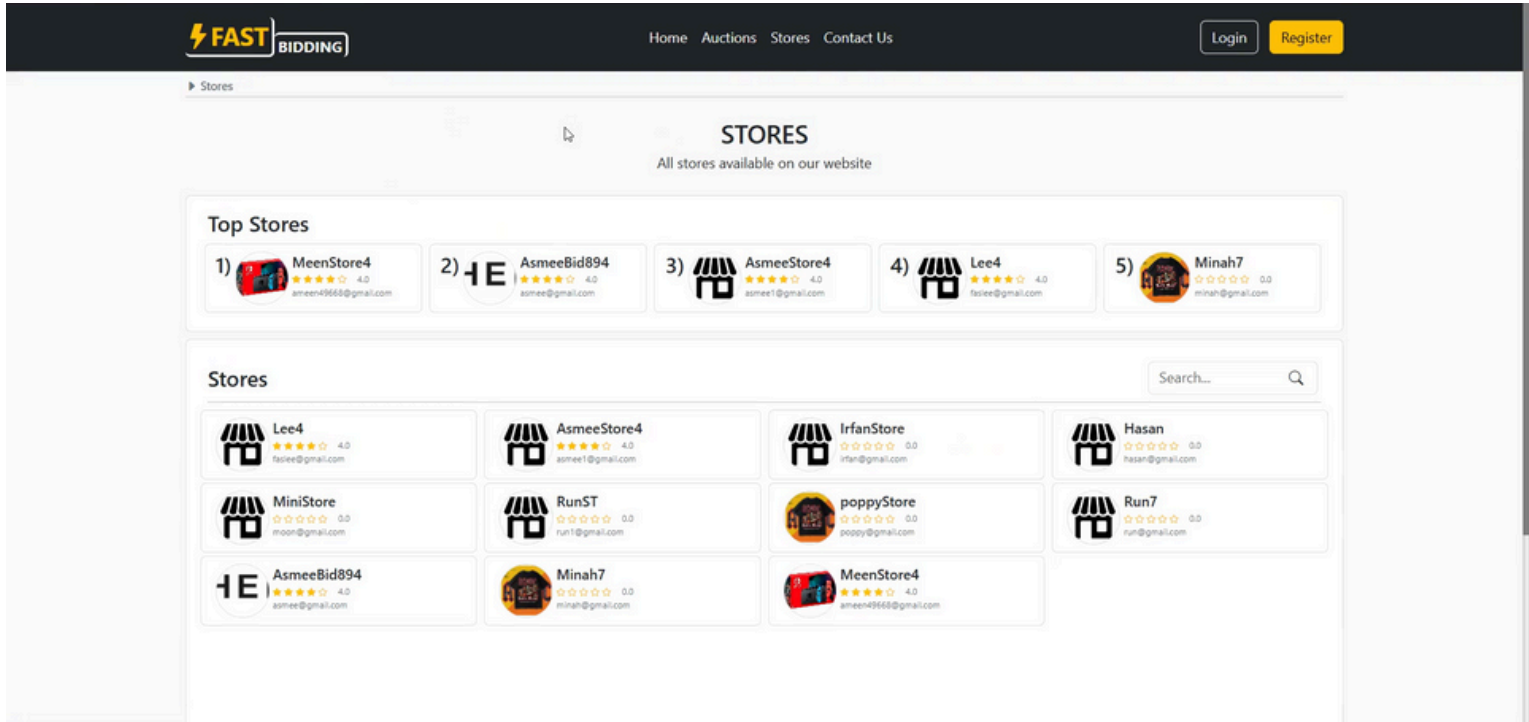 FAST BIDDING
Home Auctions Stores Contact Us
Login Register
Stores
STORES
All stores available on our website
Top Stores
1) MeenStore4
4.0
ameen49668@gmail.com
2) AsmeeBid894
4.0
asmee@gmail.com
3) AsmeeStore4
4.0
asmee1@gmail.com
4) Lee4
4.0
faslee@gmail.com
5) Minah7
0.0
minah@gmail.com
Stores
Search...
Lee4
4.0
faslee@gmail.com
AsmeeStore4
4.0
asmee1@gmail.com
IrfanStore
0.0
irfan@gmail.com
Hasan
0.0
hasan@gmail.com
MiniStore
0.0
moon@gmail.com
RunST
0.0
run1@gmail.com
poppyStore
0.0
poppy@gmail.com
Run7
0.0
run@gmail.com
AsmeeBid894
4.0
asmee@gmail.com
Minah7
0.0
minah@gmail.com
MeenStore4
4.0
ameen49668@gmail.com